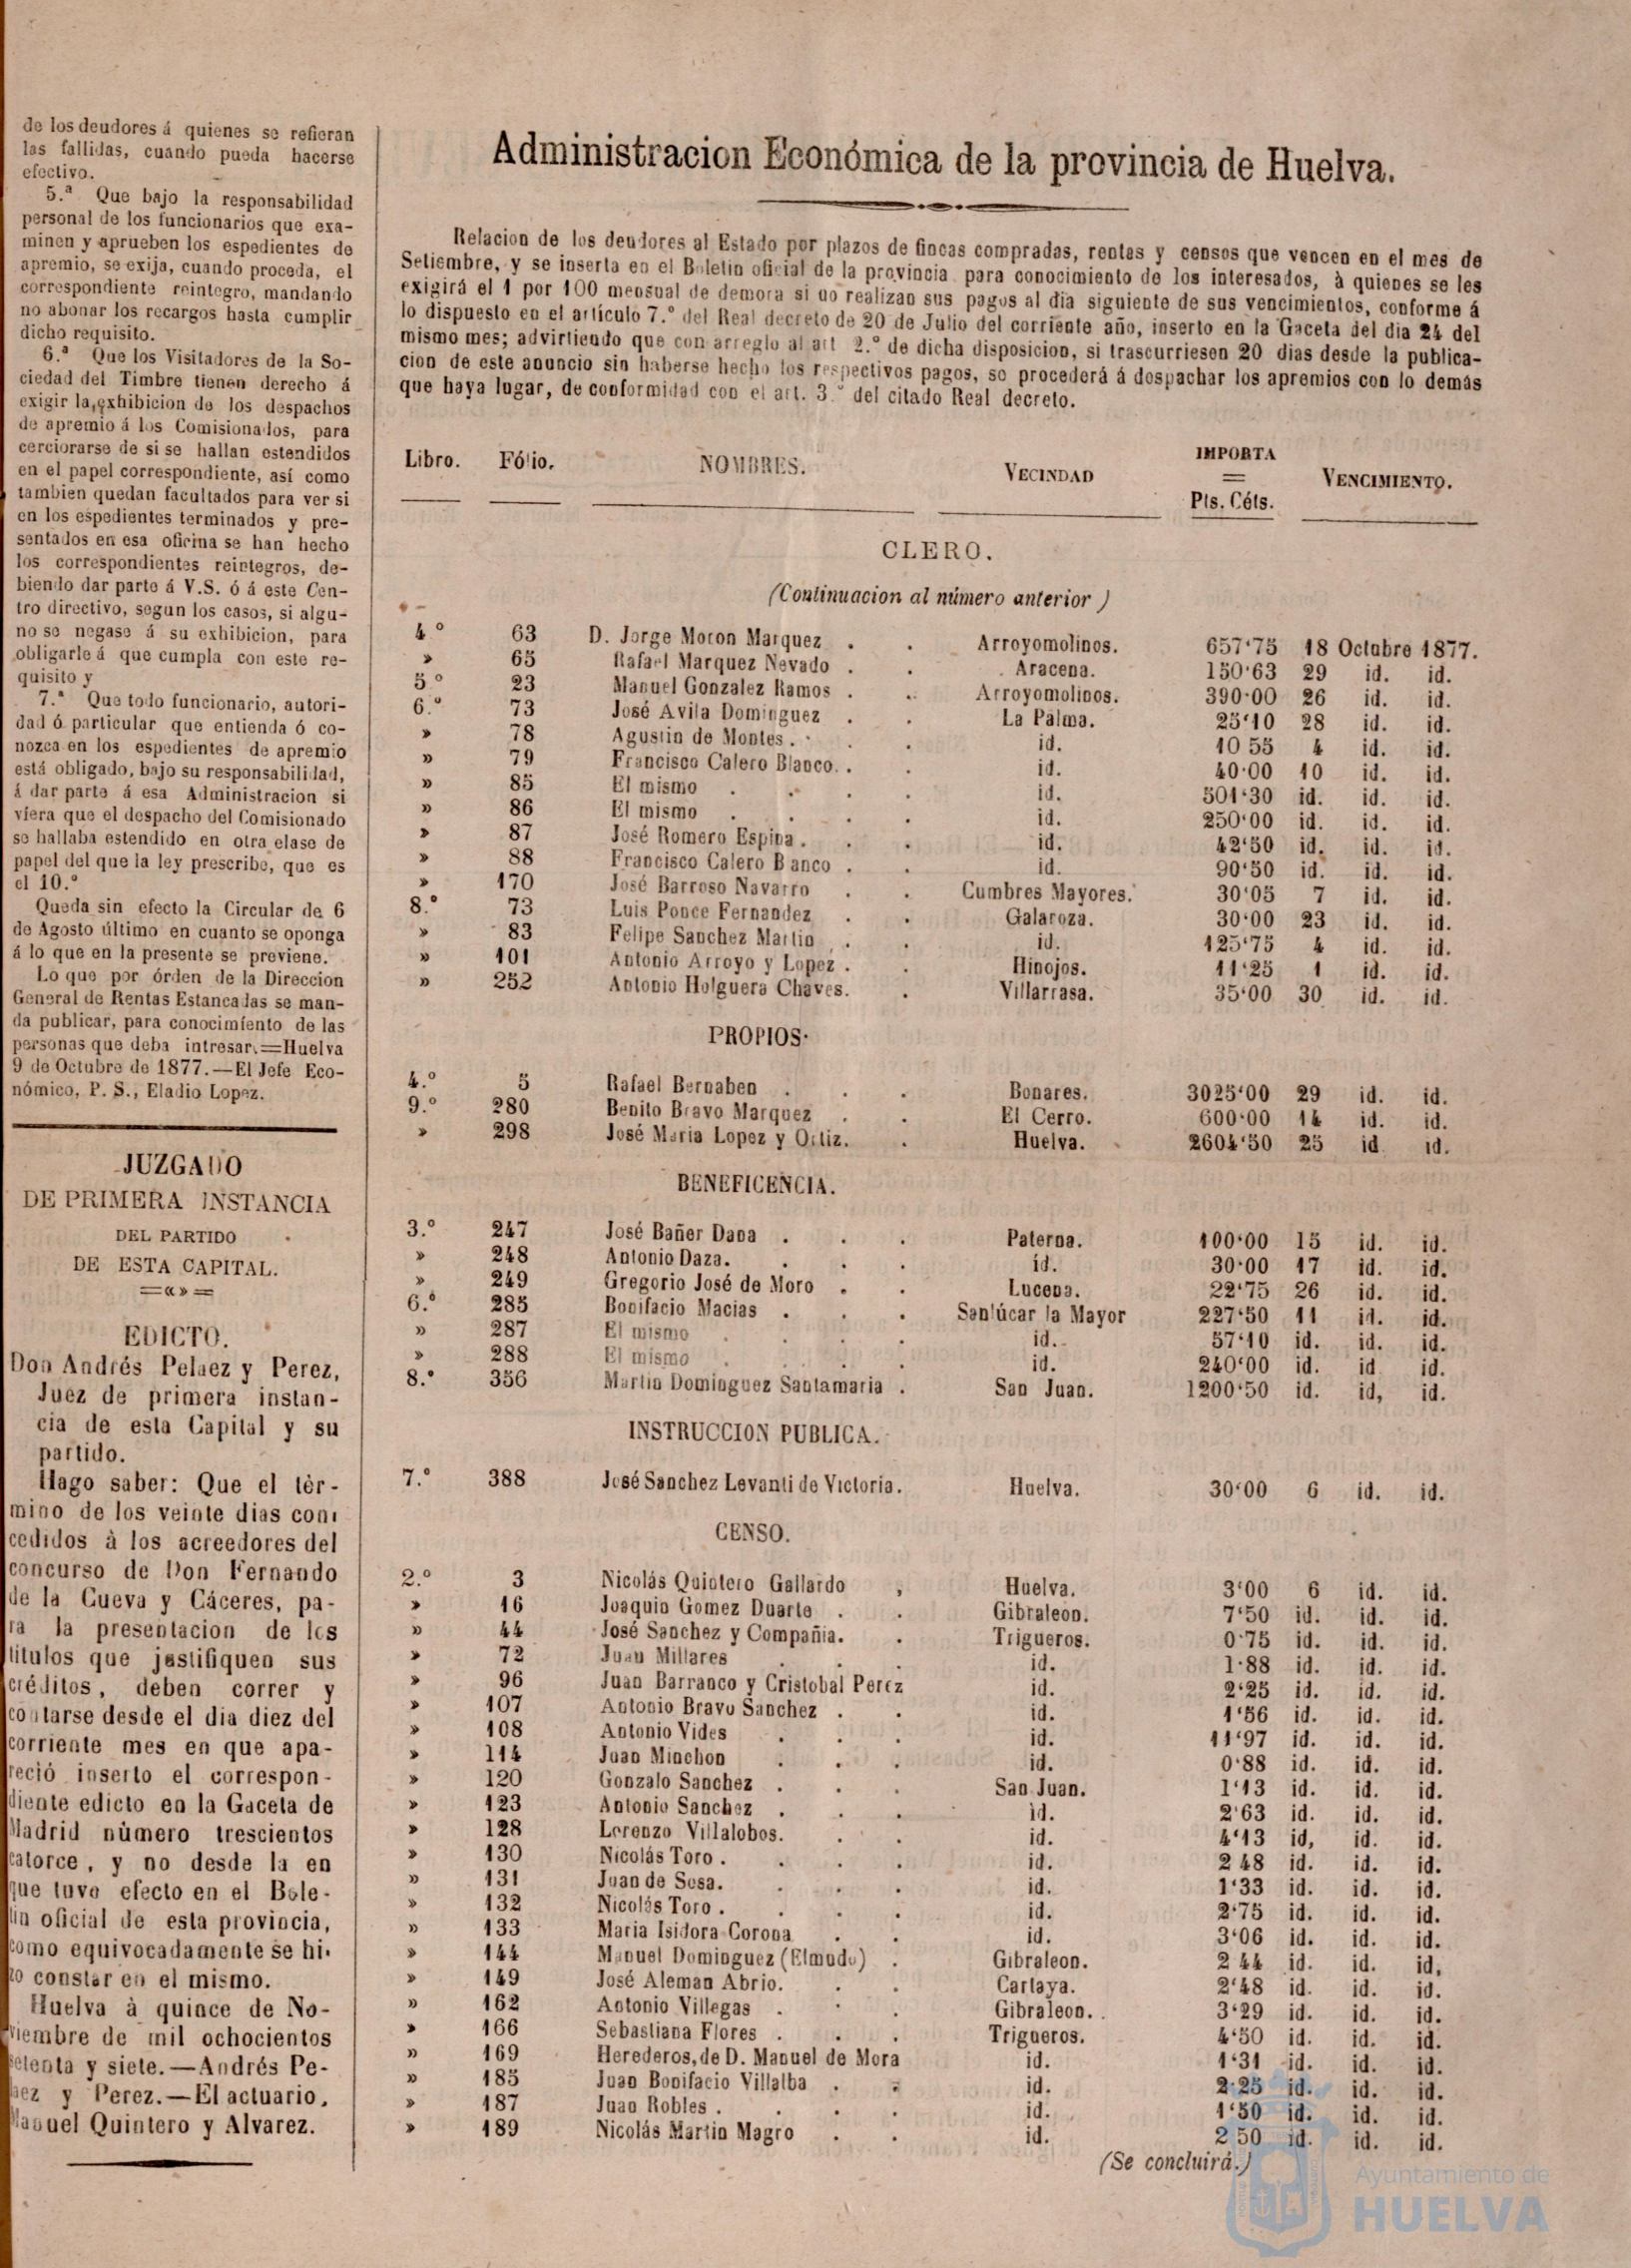 de los deudores á quienes se refieran
las fallidas, cuando pueda hacerse
efectivo.
5.ª Que bajo la responsabilidad
personal de los funcionarios que exa-
minen y aprueben los espedientes de
apremio, se exija, cuando proceda, el
correspondiente reintegro, mandando
no abonar los recargos hasta cumplir
dicho requisito.
6.ª Que los Visitadores de la So-
ciedad del Timbre tienen derecho á
exigir la exhibicion de los despachos
de apremio á los Comisionados, para
cerciorarse de si se hallan estendidos
en el papel correspondiente, así como
tambien quedan facultados para ver si
en los espedientes terminados y pre-
sentados en esa oficina se han hecho
los correspondientes reintegros, de-
biendo dar parte á V.S. ó á este Cen-
tro directivo, segun los casos, si algu-
no se negase á su exhibicion, para
obligarle á que cumpla con este re-
quisito y
7.ª Que todo funcionario, autori-
dad ó particular que entienda ó co-
nozca en los espedientes de apremio
está obligado, bajo su responsabilidad,
á dar parte á esa Administracion si
viera que el despacho del Comisionado
se hallaba estendido en otra clase de
papel del que la ley prescribe, que es
el 10.º
Queda sin efecto la Circular de 6
de Agosto último en cuanto se oponga
á lo que en la presente se previene.
Lo que por órden de la Direccion
General de Rentas Estancadas se man-
da publicar, para conocimiento de las
personas que deba intresar.=Huelva
9 de Octubre de 1877.—El Jefe Eco-
nómico, P. S., Eladio Lopez.
JUZGADO
DE PRIMERA INSTANCIA
DEL PARTIDO
DE ESTA CAPITAL.
=«»=
EDICTO.
Don Andrés Pelaez y Perez,
Juez de primera instan-
cia de esta Capital y su
partido.
Hago saber: Que el tèr-
mino de los veinte dias con-
cedidos à los acreedores del
concurso de Don Fernando
de la Cueva y Cáceres, pa-
ra la presentacion de los
titulos que jestifiquen sus
créditos, deben correr y
contarse desde el dia diez del
corriente mes en que apa-
reció inserto el correspon-
diente edicto en la Gaceta de
Madrid nùmero trescientos
catorce, y no desde la en
que tuvo efecto en el Bole-
tin oficial de esta provincia,
como equivocadamente se hi-
zo constar en el mismo.
Huelva à quince de No-
viembre de mil ochocientos
setenta y siete.—Andrés Pe-
laez y Perez.—El actuario,
Manuel Quintero y Alvarez.
Administracion Económica de la provincia de Huelva.
Relacion de los deudores al Estado por plazos de fincas compradas, rentas y censos que vencen en el mes de
Setiembre, y se inserta en el Boletin oficial de la provincia para conocimiento de los interesados, à quienes se les
exigirá el 1 por 100 mensual de demora si no realizan sus pagos al dia siguiente de sus vencimientos, conforme á
lo dispuesto en el artículo 7.º del Real decreto de 20 de Julio del corriente año, inserto en la Gaceta del dia 24 del
mismo mes; advirtiendo que con arreglo al art 2.º de dicha disposicion, si trascurriesen 20 dias desde la publica-
cion de este anuncio sin haberse hecho los respectivos pagos, se procederá á despachar los apremios con lo demás
que haya lugar, de conformidad con el art. 3.º del citado Real decreto.
Libro. Fólio. NOMBRES. VECINDAD IMPORTA = Pts. Céts. VENCIMIENTO.
CLERO.
(Continuacion al número anterior)
4.º 63 D. Jorge Moron Marquez . . Arroyomolinos. 657'75 18 Octubre 1877.
» 65 Rafael Marquez Nevado . . Aracena. 150'63 29 id. id.
5.º 23 Manuel Gonzalez Ramos . . Arroyomolinos. 390'00 26 id. id.
6.º 73 José Avila Dominguez . . La Palma. 25'10 28 id. id.
» 78 Agustin de Montes . . . id. 10 55 4 id. id.
» 79 Francisco Calero Blanco. . . id. 40'00 10 id. id.
» 85 El mismo . . . . id. 501'30 id. id. id.
» 86 El mismo . . . . id. 250'00 id. id. id.
» 87 José Romero Espina . . . id. 42'50 id. id. id.
» 88 Francisco Calero B anco . . id. 90'50 id. id. id.
» 170 José Barroso Navarro . . Cumbres Mayores. 30'05 7 id. id.
8.º 73 Luis Ponce Fernandez . . Galaroza. 30'00 23 id. id.
» 83 Felipe Sanchez Martin . . id. 125'75 4 id. id.
» 101 Antonio Arroyo y Lopez . . Hinojos. 11'25 1 id. id.
» 252 Antonio Holguera Chaves. . Villarrasa. 35'00 30 id. id.
PROPIOS.
4.º 5 Rafael Bernabeu . . . Bonares. 3025'00 29 id. id.
9.º 280 Benito Bravo Marquez . . El Cerro. 600'00 14 id. id.
» 298 José Maria Lopez y Ortiz. . Huelva. 2604'50 25 id id.
BENEFICENCIA.
3.º 247 José Bañer Dana . . . Paterna. 100'00 15 id. id.
» 248 Antonio Daza. . . . id. 30'00 17 id. id.
» 249 Gregorio José de Moro . . Lucena. 22'75 26 id. id.
6.º 285 Bonifacio Macias . . . Sanlúcar la Mayor 227'50 11 id. id.
» 287 El mismo . . . . id. 57'10 id. id. id.
» 288 El mismo . . . . id. 240'00 id. id id.
8.º 356 Martin Dominguez Santamaria . San Juan. 1200'50 id. id, id.
INSTRUCCION PUBLICA.
7.º 388 José Sanchez Levanti de Victoria. Huelva. 30'00 6 id. id.
CENSO.
2.º 3 Nicolás Quintero Gallardo , Huelva. 3'00 6 id. id.
» 16 Joaquin Gomez Duarte . . Gibraleon. 7'50 id. id. id.
» 44 José Sanchez y Compañia. . Trigueros. 0'75 id. id. id.
» 72 Juan Millares . . . id. 1'88 id. id. id.
» 96 Juan Barranco y Cristobal Perez id. 2'25 id. id. id.
» 107 Antonio Bravo Sanchez . . id. 1'56 id. id. id.
» 108 Antonio Vides . . . id. 11'97 id. id. id.
» 114 Juan Minchon . . . id. 0'88 id. id. id.
» 120 Gonzalo Sanchez . . . San Juan. 1'13 id. id. id.
» 123 Antonio Sanchez . . . id. 2'63 id. id. id.
» 128 Lorenzo Villalobos. . . id. 4'13 id, id. id.
» 130 Nicolás Toro . . . . id. 2 48 id. id. id.
» 131 Juan de Sosa. . . . id. 1'33 id. id. id.
» 132 Nicolás Toro . . . . id. 2'75 id. id. id.
» 133 Maria Isidora Corona . . id. 3'06 id. id. id.
» 144 Manuel Dominguez (Elmudo) . Gibraleon. 2 44 id. id. id,
» 149 José Aleman Abrio. . . Cartaya. 2'48 id. id. id.
» 162 Antonio Villegas . . . Gibraleon. 3'29 id. id. id.
» 166 Sebastiana Flores . . . Trigueros. 4'50 id. id. id.
» 169 Herederos, de D. Manuel de Mora id. 1'31 id. id. id.
» 185 Juan Bonifacio Villalba . . id. 2'25 id. id. id.
» 187 Juan Robles . . . . id. 1'50 id. id. id.
» 189 Nicolás Martin Magro . . id. 2 50 id. id. id.
(Se concluirá.)
Ayuntamiento de
HUELVA